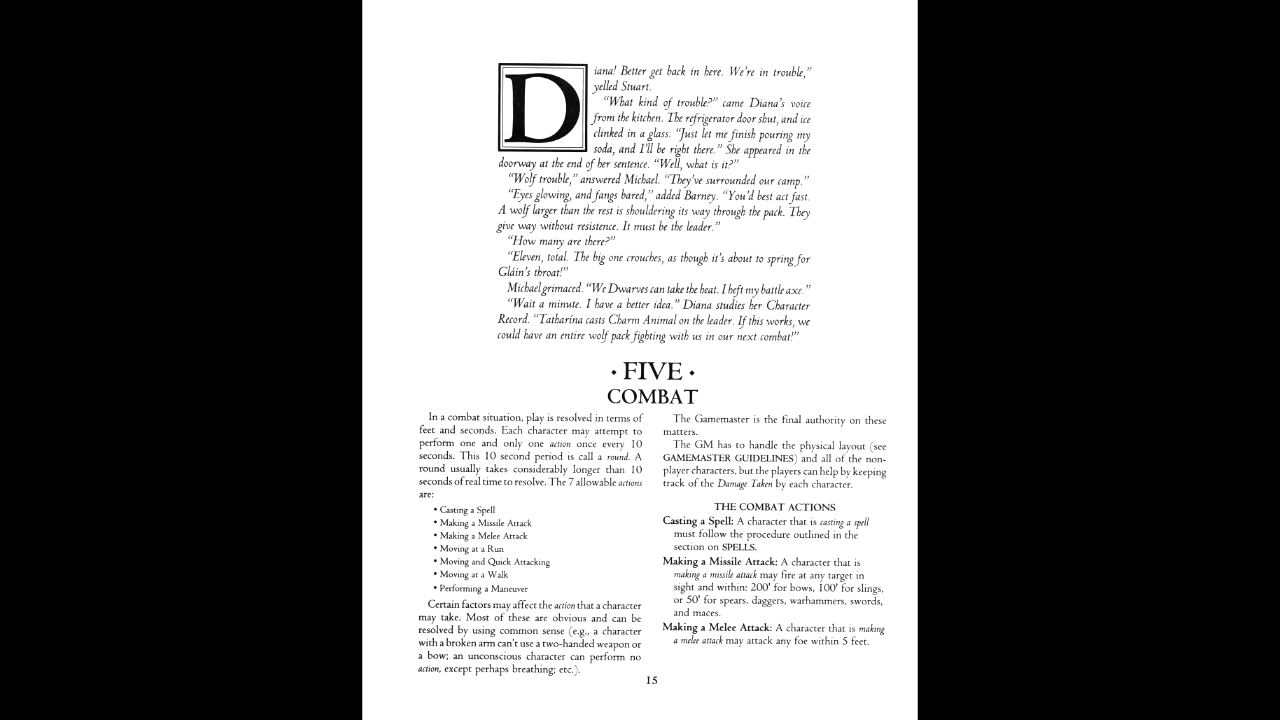 Diana! Better get back in here. We're in trouble,"
yelled Stuart.
"What kind of trouble?" came Diana's voice
from the kitchen. The refrigerator door shut, and ice
clinked in a glass. "Just let me finish pouring my
soda, and I'll be right there." She appeared in the
doorway at the end of her sentence. "Well, what is it?"
"Wolf trouble," answered Michael. "They've surrounded our camp."
"Eyes glowing, and fangs bared," added Barney. "You'd best act fast.
A wolf larger than the rest is shouldering its way through the pack. They
give way without resistence. It must be the leader."
"How many are there?"
"Eleven, total. The big one crouches, as though it's about to spring for
Gláin's throat!"
Michael grimaced. "We Dwarves can take the heat. I heft my battle axe."
"Wait a minute. I have a better idea." Diana studies her Character
Record. "Tatharína casts Charm Animal on the leader. If this works, we
could have an entire wolf pack fighting with us in our next combat!"
• FIVE •
COMBAT
In a combat situation, play is resolved in terms of
feet and seconds. Each character may attempt to
perform one and only one action once every 10
seconds. This 10 second period is call a round. A
round usually takes considerably longer than 10
seconds of real time to resolve. The 7 allowable actions
are:
• Casting a Spell
• Making a Missile Attack
• Making a Melee Attack
• Moving at a Run
• Moving and Quick Attacking
• Moving at a Walk
• Performing a Maneuver
Certain factors may affect the action that a character
may take. Most of these are obvious and can be
resolved by using common sense (e.g., a character
with a broken arm can't use a two-handed weapon or
a bow; an unconscious character can perform no
action, except perhaps breathing; etc.).
The Gamemaster is the final authority on these
matters.
The GM has to handle the physical layout (see
GAMEMASTER GUIDELINES) and all of the non-
player characters, but the players can help by keeping
track of the Damage Taken by each character.
THE COMBAT ACTIONS
Casting a Spell: A character that is casting a spell
must follow the procedure outlined in the
section on SPELLS.
Making a Missile Attack: A character that is
making a missile attack may fire at any target in
sight and within: 200' for bows, 100' for slings,
or 50' for spears, daggers, warhammers, swords,
and maces.
Making a Melee Attack: A character that is making
a melee attack may attack any foe within 5 feet.
15